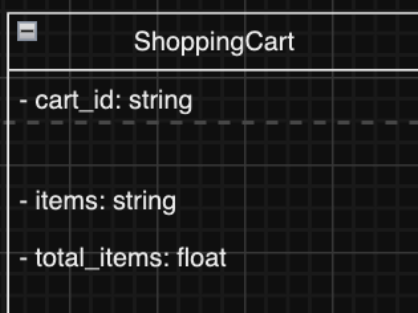 ShoppingCart
- cart_id: string
- items: string
- total_items: float